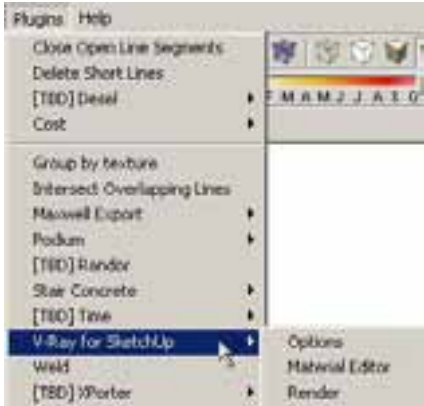 Plugins Help
Close Open Line Segments
Delete Short Lines
[TBD] Desel
Cost
F M A M J J A S O
Group by texture
Intersect Overlapping Lines
Maxwell Export
Podium
[TBD] Randor
Stair Concrete
[TBD] Time
V-Ray for SketchUp
Options
Weld
Material Editor
[TBD] XPorter
Render